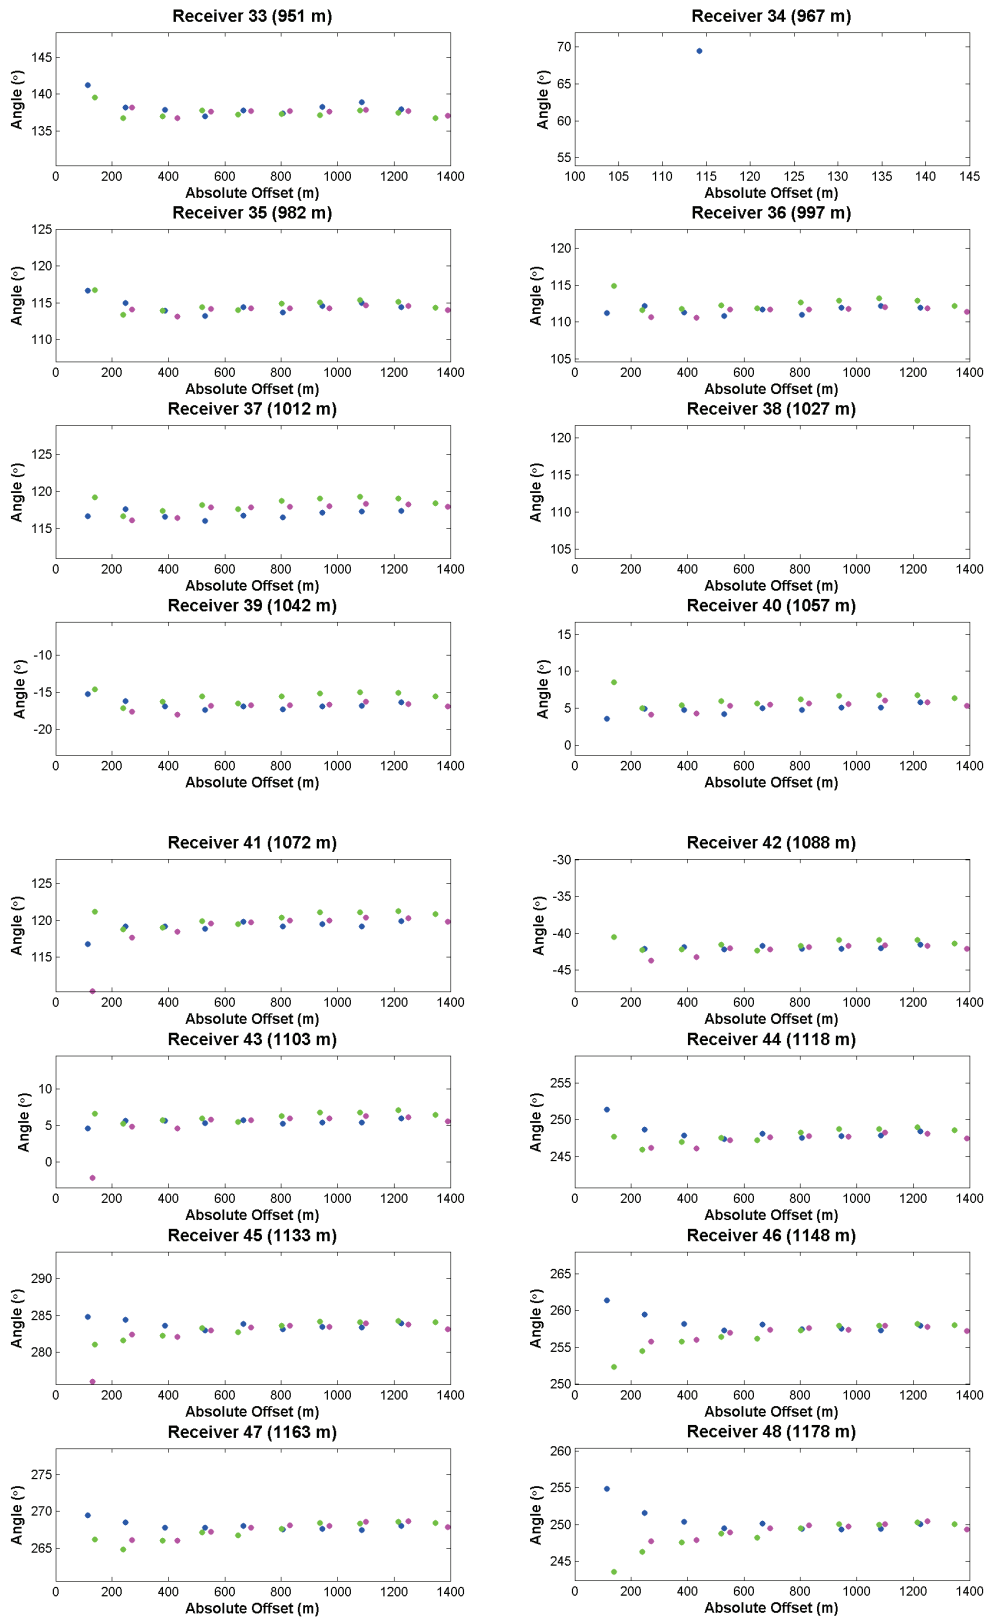 Receiver 33 (951 m)
Angle (°)
145
140
135
0 200 400 600 800 1000 1200 1400
Absolute Offset (m)
Receiver 34 (967 m)
Angle (°)
70
65
60
55
100 105 110 115 120 125 130 135 140 145
Absolute Offset (m)
Receiver 35 (982 m)
Angle (°)
125
120
115
110
0 200 400 600 800 1000 1200 1400
Absolute Offset (m)
Receiver 36 (997 m)
Angle (°)
120
115
110
105
0 200 400 600 800 1000 1200 1400
Absolute Offset (m)
Receiver 37 (1012 m)
Angle (°)
125
120
115
0 200 400 600 800 1000 1200 1400
Absolute Offset (m)
Receiver 38 (1027 m)
Angle (°)
120
115
110
105
0 200 400 600 800 1000 1200 1400
Absolute Offset (m)
Receiver 39 (1042 m)
Angle (°)
-10
-15
-20
0 200 400 600 800 1000 1200 1400
Absolute Offset (m)
Receiver 40 (1057 m)
Angle (°)
15
10
5
0
0 200 400 600 800 1000 1200 1400
Absolute Offset (m)
Receiver 41 (1072 m)
Angle (°)
125
120
115
0 200 400 600 800 1000 1200 1400
Absolute Offset (m)
Receiver 42 (1088 m)
Angle (°)
-30
-35
-40
-45
0 200 400 600 800 1000 1200 1400
Absolute Offset (m)
Receiver 43 (1103 m)
Angle (°)
10
5
0
0 200 400 600 800 1000 1200 1400
Absolute Offset (m)
Receiver 44 (1118 m)
Angle (°)
255
250
245
0 200 400 600 800 1000 1200 1400
Absolute Offset (m)
Receiver 45 (1133 m)
Angle (°)
290
285
280
0 200 400 600 800 1000 1200 1400
Absolute Offset (m)
Receiver 46 (1148 m)
Angle (°)
265
260
255
250
0 200 400 600 800 1000 1200 1400
Absolute Offset (m)
Receiver 47 (1163 m)
Angle (°)
275
270
265
0 200 400 600 800 1000 1200 1400
Absolute Offset (m)
Receiver 48 (1178 m)
Angle (°)
260
255
250
245
0 200 400 600 800 1000 1200 1400
Absolute Offset (m)